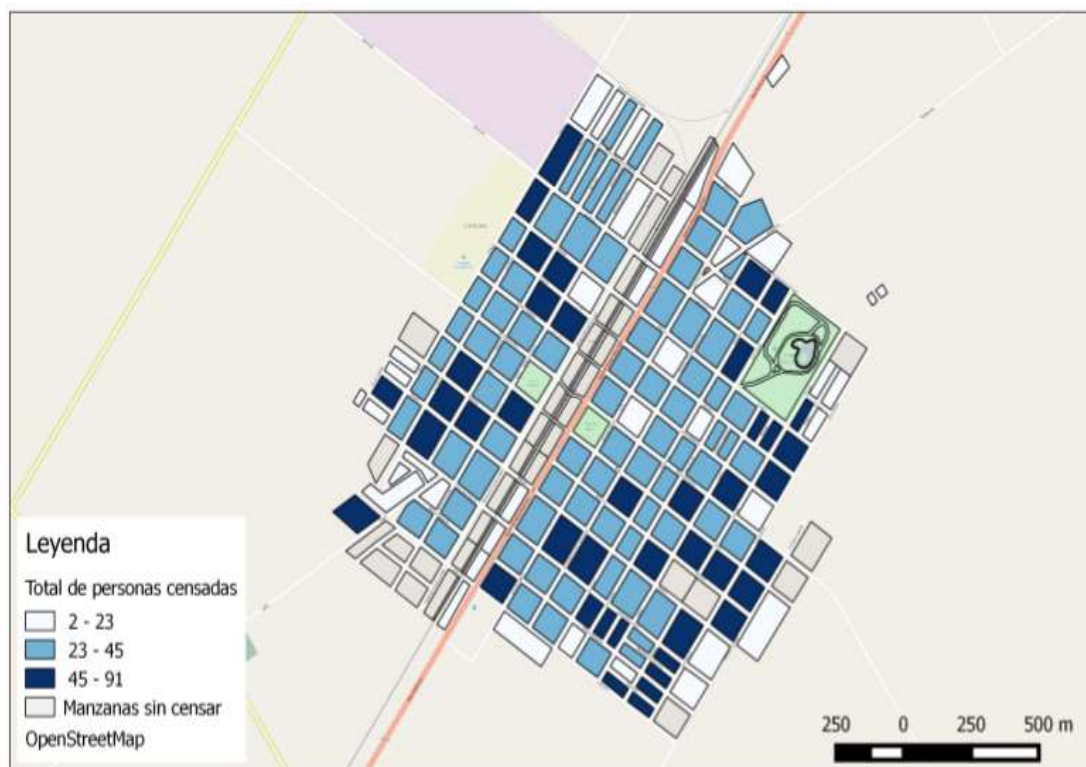 Leyenda
Total de personas censadas
2 - 23
23 - 45
45 - 91
Manzanas sin censar
OpenStreetMap
250 0 250 500 m